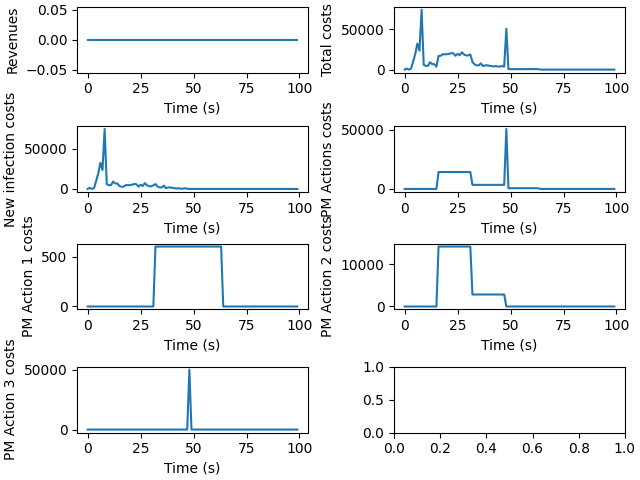 Revenues
0.05
0.00
−0.05
0 25 50 75 100
Time (s)
Total costs
50000
0
0 25 50 75 100
Time (s)
New infection costs
50000
0
0 25 50 75 100
Time (s)
PM Actions costs
50000
0
0 25 50 75 100
Time (s)
PM Action 1 costs
500
0
0 25 50 75 100
Time (s)
PM Action 2 costs
10000
0
0 25 50 75 100
Time (s)
PM Action 3 costs
50000
0
0 25 50 75 100
Time (s)
1.0
0.5
0.0
0.0 0.2 0.4 0.6 0.8 1.0